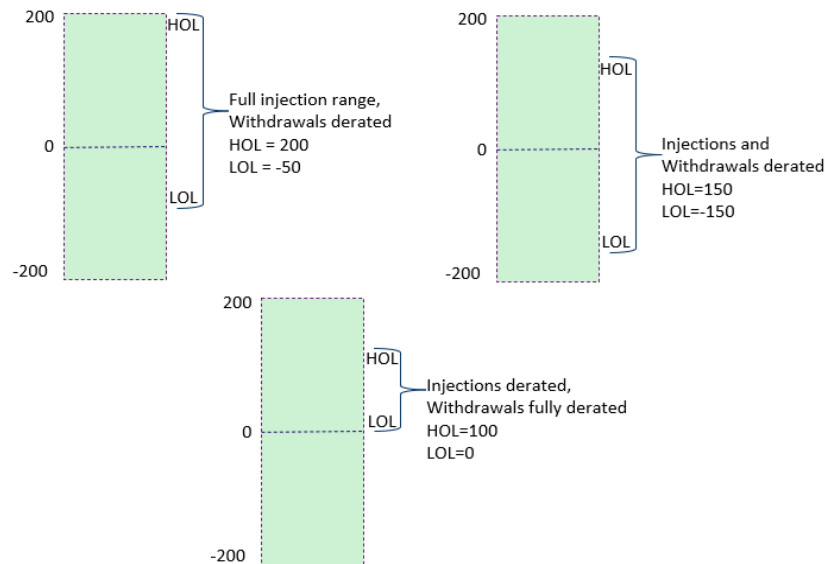 200
HOL
Full injection range,
Withdrawals derated
HOL = 200
LOL = -50
0
LOL
-200
200
HOL
0
Injections and
Withdrawals derated
HOL=150
LOL=-150
LOL
-200
200
HOL
Injections derated,
Withdrawals fully derated
HOL=100
LOL=0
LOL
0
-200